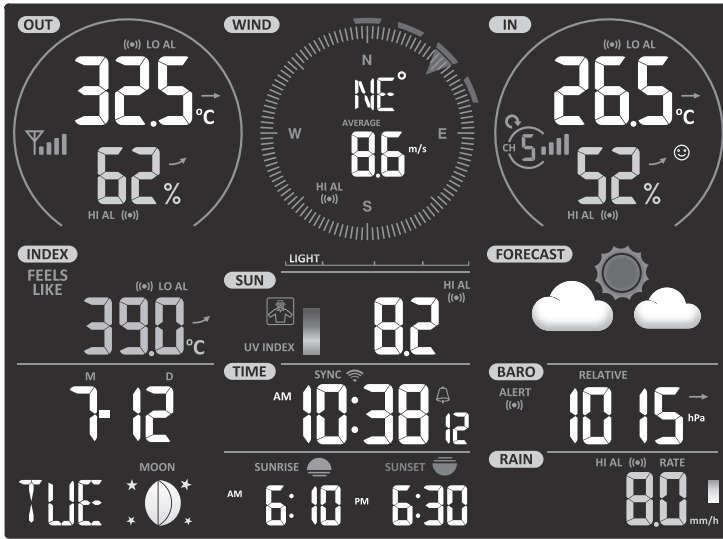 OUT
((•)) LO AL
32.5 °C
62 %
HI AL ((•))
WIND
N
W
E
S
NE°
AVERAGE
8.6 m/s
HI AL
((•))
IN
((•)) LO AL
26.5 °C
CH 5
52 %
HI AL ((•))
INDEX
FEELS
LIKE
((•)) LO AL
39.0 °C
LIGHT
SUN
HI AL
((•))
UV INDEX
8.2
FORECAST
M D
7-12
TUE
MOON
TIME
SYNC
AM 10:38 12
SUNRISE
AM 6:10
SUNSET
PM 6:30
BARO
RELATIVE
ALERT
((•))
1015 hPa
RAIN
HI AL ((•)) RATE
8.0 mm/h